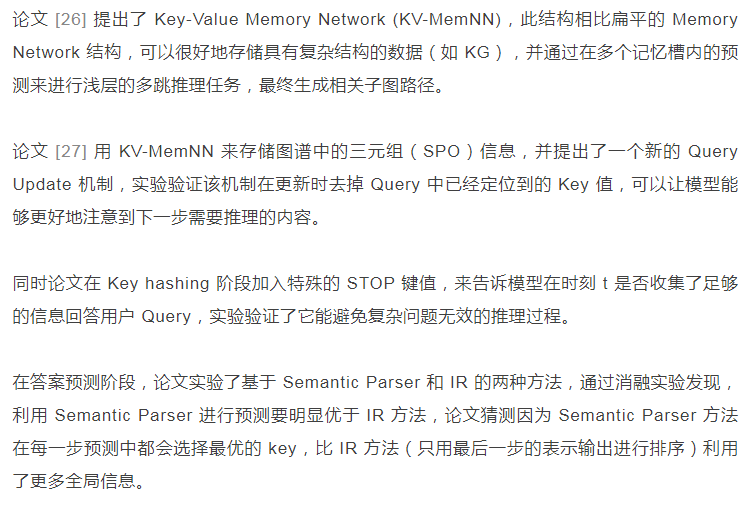 论文 [26] 提出了 Key-Value Memory Network (KV-MemNN)，此结构相比扁平的 Memory
Network 结构，可以很好地存储具有复杂结构的数据（如 KG），并通过在多个记忆槽内的预
测来进行浅层的多跳推理任务，最终生成相关子图路径。
论文 [27] 用 KV-MemNN 来存储图谱中的三元组（SPO）信息，并提出了一个新的 Query
Update 机制，实验验证该机制在更新时去掉 Query 中已经定位到的 Key 值，可以让模型能
够更好地注意到下一步需要推理的内容。
同时论文在 Key hashing 阶段加入特殊的 STOP 键值，来告诉模型在时刻 t 是否收集了足够
的信息回答用户 Query，实验验证了它能避免复杂问题无效的推理过程。
在答案预测阶段，论文实验了基于 Semantic Parser 和 IR 的两种方法，通过消融实验发现，
利用 Semantic Parser 进行预测要明显优于 IR 方法，论文猜测因为 Semantic Parser 方法
在每一步预测中都会选择最优的 key，比 IR 方法（只用最后一步的表示输出进行排序）利用
了更多全局信息。